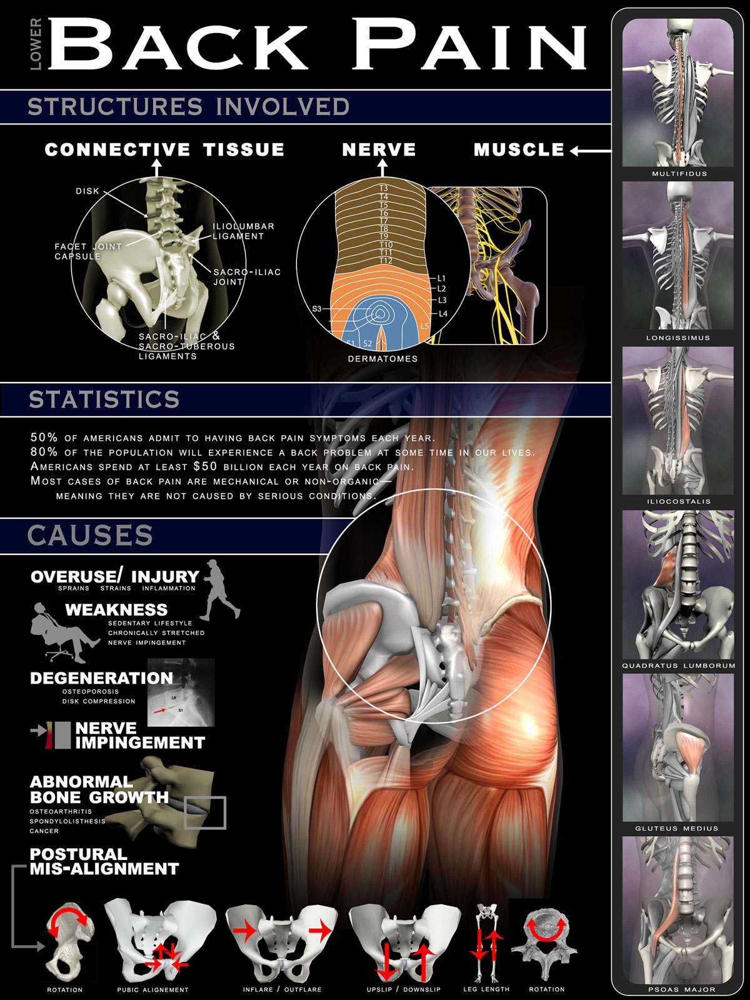 LOWER
BACK PAIN
STRUCTURES INVOLVED
CONNECTIVE TISSUE
NERVE
MUSCLE
DISK
ILIOLUMBAR
LIGAMENT
FACET JOINT
CAPSULE
SACRO-ILIAC
JOINT
SACRO-ILIAC &
SACRO-TUBEROUS
LIGAMENTS
T3
T4
T5
T6
T7
T8
T9
T10
T11
T12
L1
L2
L3
L4
L5
S3
S1
S2
DERMATOMES
STATISTICS
50% OF AMERICANS ADMIT TO HAVING BACK PAIN SYMPTOMS EACH YEAR.
80% OF THE POPULATION WILL EXPERIENCE A BACK PROBLEM AT SOME TIME IN OUR LIVES.
AMERICANS SPEND AT LEAST $50 BILLION EACH YEAR ON BACK PAIN.
MOST CASES OF BACK PAIN ARE MECHANICAL OR NON-ORGANIC—
MEANING THEY ARE NOT CAUSED BY SERIOUS CONDITIONS.
CAUSES
OVERUSE/ INJURY
SPRAINS STRAINS INFLAMMATION
WEAKNESS
SEDENTARY LIFESTYLE
CHRONICALLY STRETCHED
NERVE IMPINGEMENT
DEGENERATION
OSTEOPOROSIS
DISK COMPRESSION
L5
S1
NERVE
IMPINGEMENT
ABNORMAL
BONE GROWTH
OSTEOARTHRITIS
SPONDYLOLISTHESIS
CANCER
POSTURAL
MIS-ALIGNMENT
ROTATION
PUBIC ALIGNEMENT
INFLARE / OUTFLARE
UPSLIP / DOWNSLIP
LEG LENGTH
ROTATION
MULTIFIDUS
LONGISSIMUS
ILIOCOSTALIS
QUADRATUS LUMBORUM
GLUTEUS MEDIUS
PSOAS MAJOR